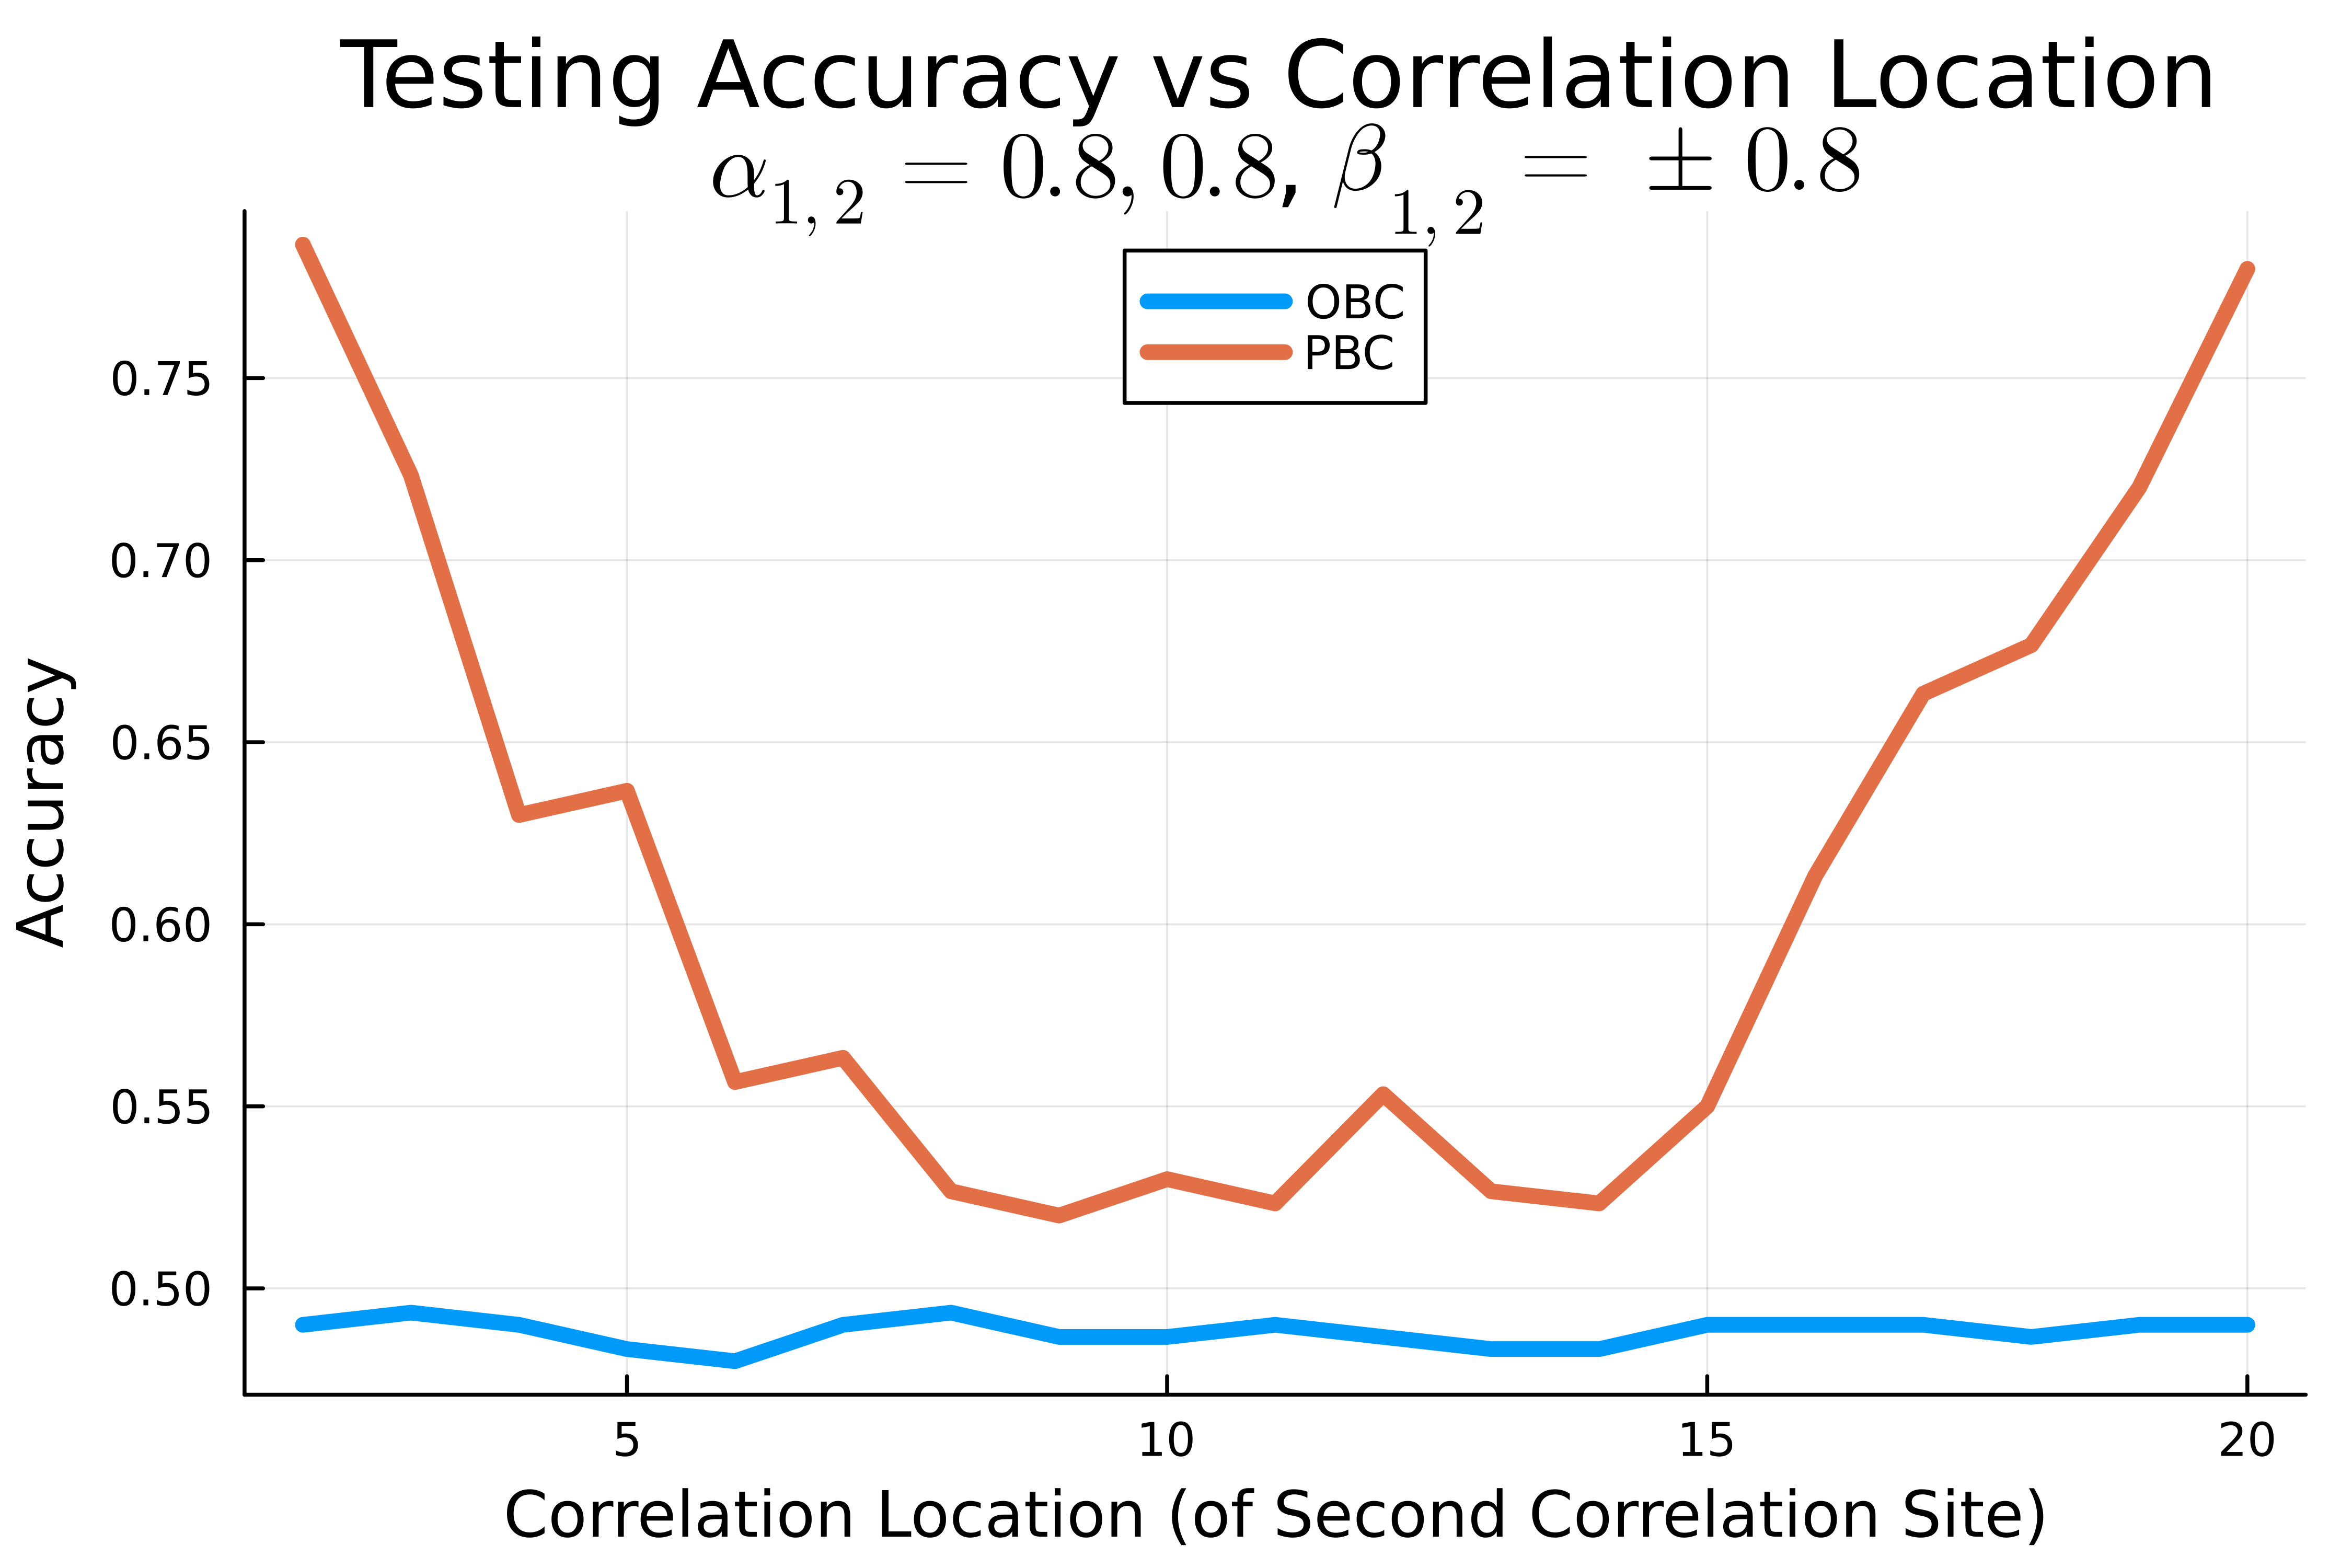 Testing Accuracy vs Correlation Location
α1,2 = 0.8, 0.8, β1,2 = ± 0.8
OBC
PBC
Accuracy
0.75
0.70
0.65
0.60
0.55
0.50
5 10 15 20
Correlation Location (of Second Correlation Site)